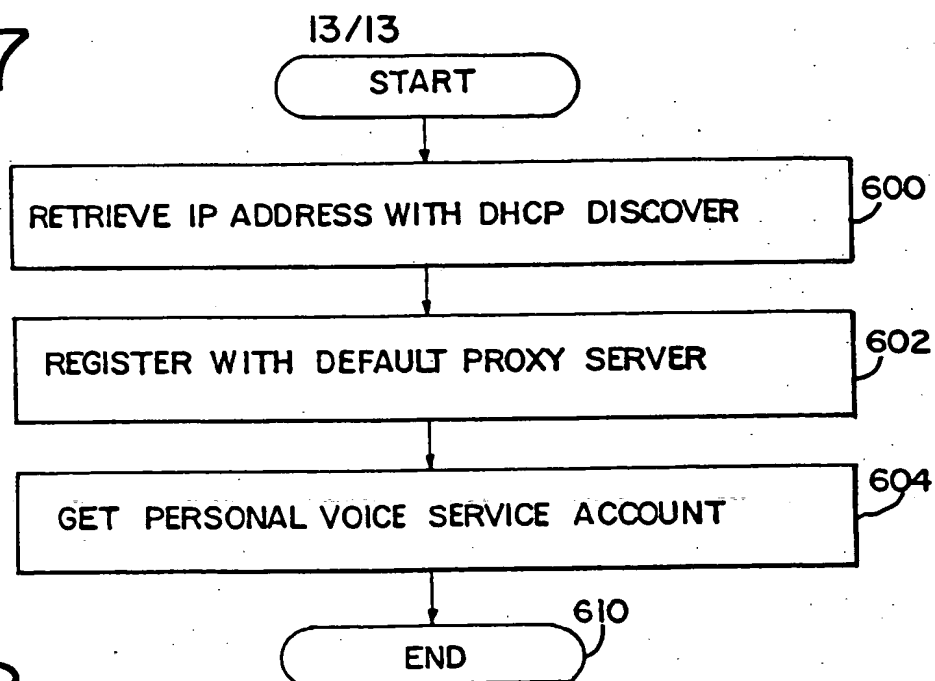 7
13/13
START
RETRIEVE IP ADDRESS WITH DHCP DISCOVER
600
REGISTER WITH DEFAULT PROXY SERVER
602
GET PERSONAL VOICE SERVICE ACCOUNT
604
610
END